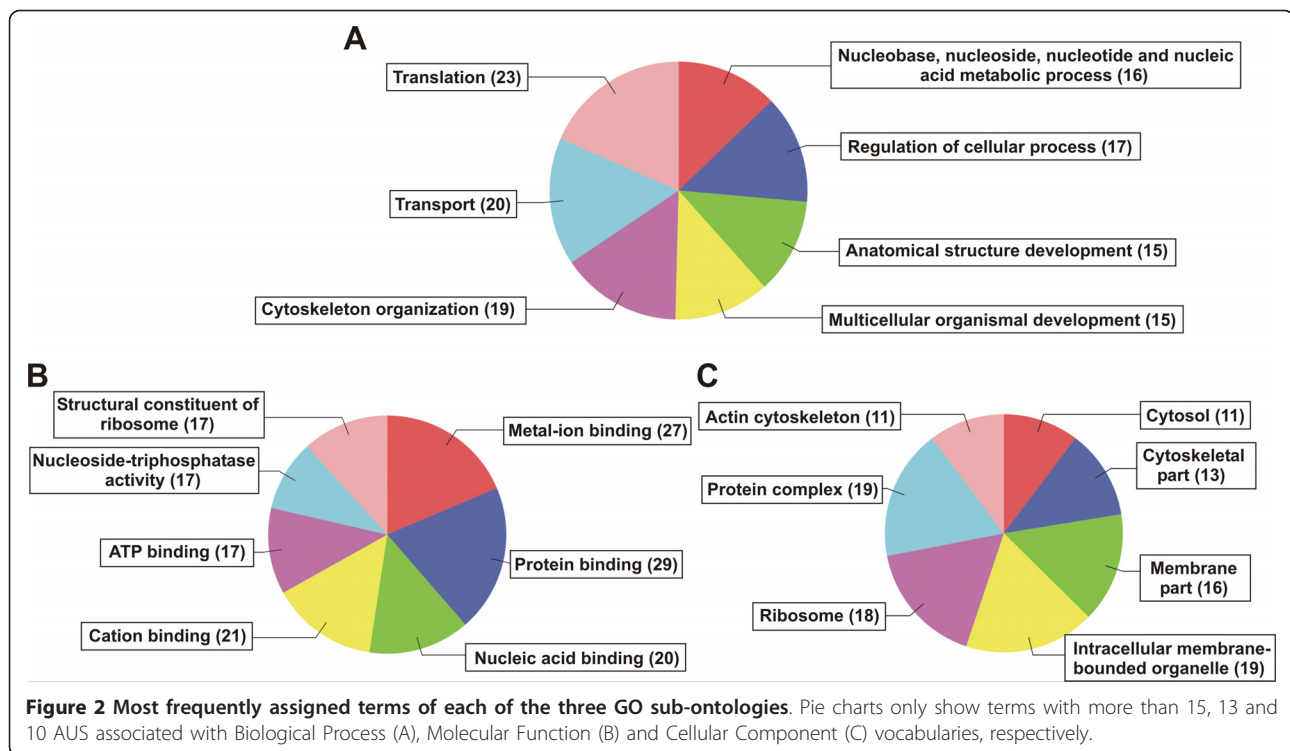 A
Translation (23)
Nucleobase, nucleoside, nucleotide and nucleic
acid metabolic process (16)
Regulation of cellular process (17)
Transport (20)
Anatomical structure development (15)
Cytoskeleton organization (19)
Multicellular organismal development (15)
B
Structural constituent of
ribosome (17)
Metal-ion binding (27)
Nucleoside-triphosphatase
activity (17)
ATP binding (17)
Protein binding (29)
Cation binding (21)
Nucleic acid binding (20)
C
Actin cytoskeleton (11)
Cytosol (11)
Cytoskeletal
part (13)
Protein complex (19)
Membrane
part (16)
Ribosome (18)
Intracellular membrane-
bounded organelle (19)
Figure 2 Most frequently assigned terms of each of the three GO sub-ontologies. Pie charts only show terms with more than 15, 13 and
10 AUS associated with Biological Process (A), Molecular Function (B) and Cellular Component (C) vocabularies, respectively.